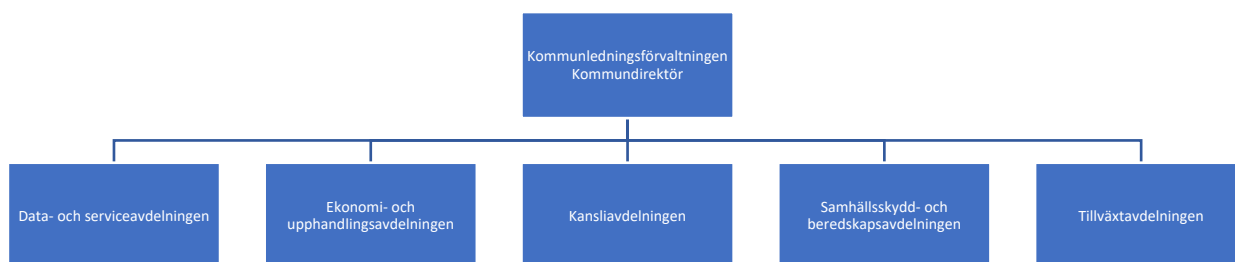 Kommunledningsförvaltningen
Kommundirektör
Data- och serviceavdelningen
Ekonomi- och
upphandlingsavdelningen
Kansliavdelningen
Samhällsskydd- och
beredskapsavdelningen
Tillväxtavdelningen